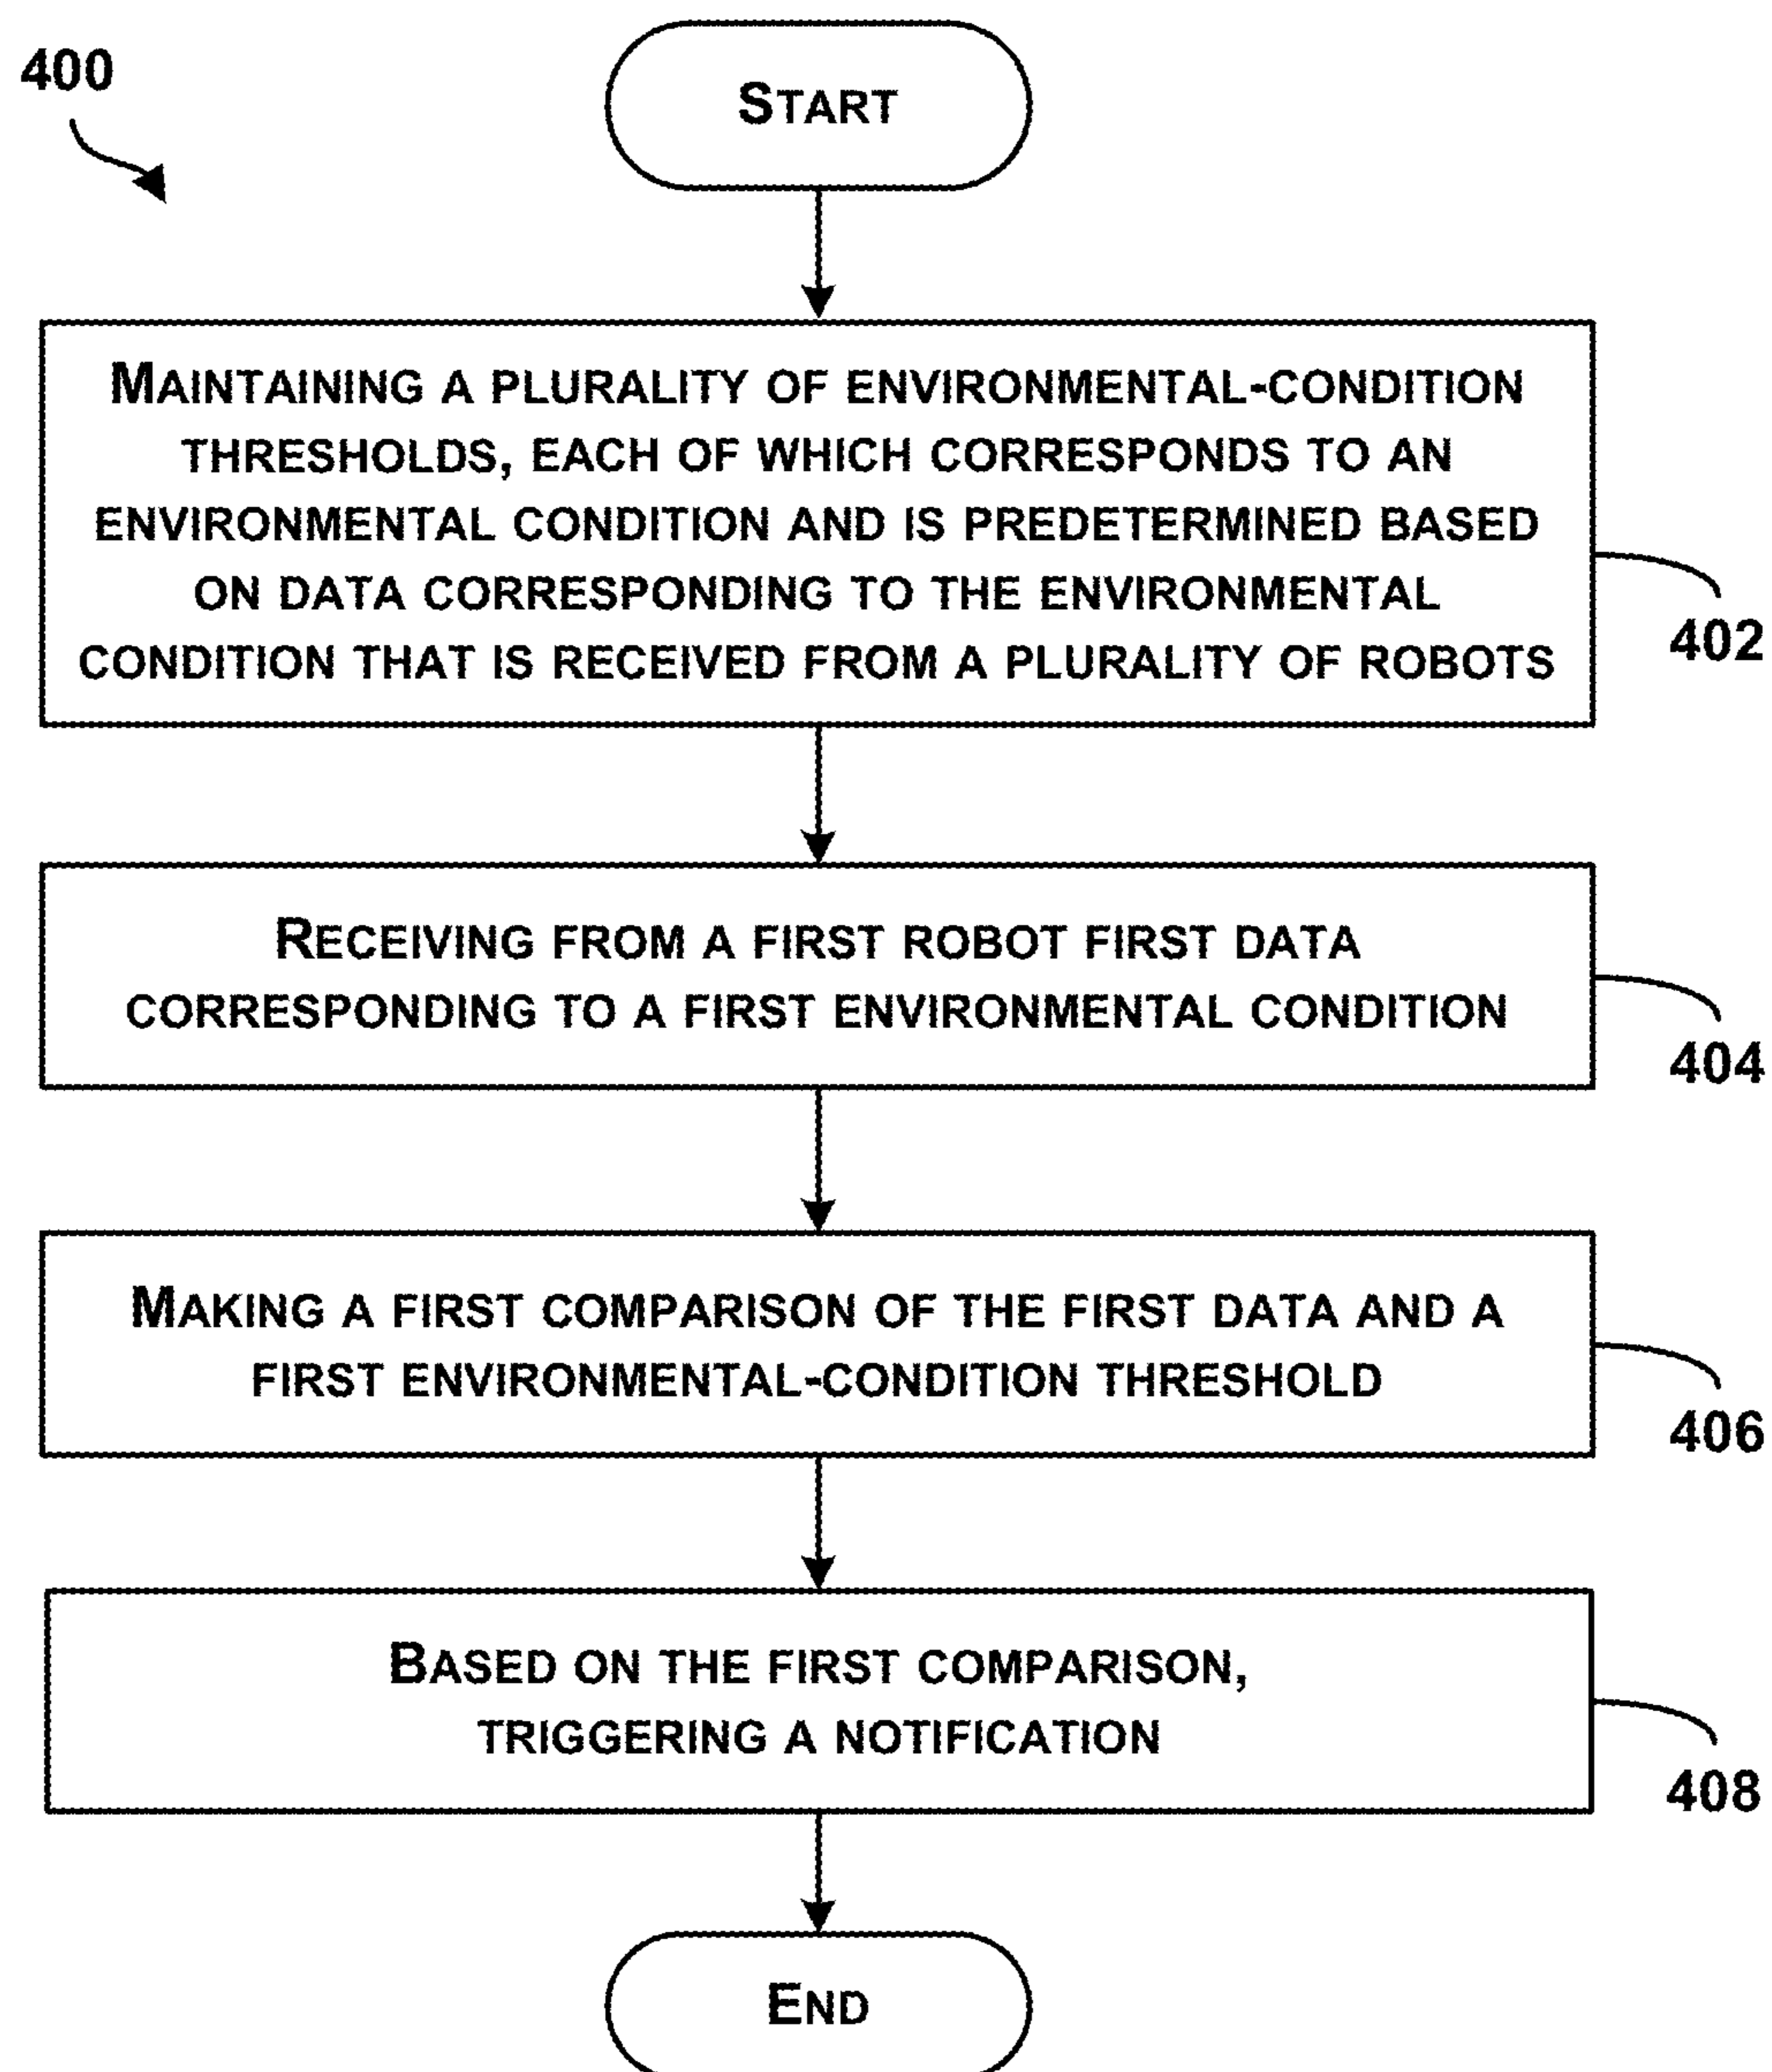 400
START
MAINTAINING A PLURALITY OF ENVIRONMENTAL-CONDITION
THRESHOLDS, EACH OF WHICH CORRESPONDS TO AN
ENVIRONMENTAL CONDITION AND IS PREDETERMINED BASED
ON DATA CORRESPONDING TO THE ENVIRONMENTAL
CONDITION THAT IS RECEIVED FROM A PLURALITY OF ROBOTS
402
RECEIVING FROM A FIRST ROBOT FIRST DATA
CORRESPONDING TO A FIRST ENVIRONMENTAL CONDITION
404
MAKING A FIRST COMPARISON OF THE FIRST DATA AND A
FIRST ENVIRONMENTAL-CONDITION THRESHOLD
406
BASED ON THE FIRST COMPARISON,
TRIGGERING A NOTIFICATION
408
END